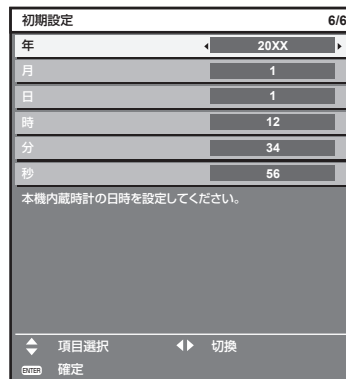 初期設定 6/6
年 20XX
月 1
日 1
時 12
分 34
秒 56
本機内蔵時計の日時を設定してください。
項目選択 切換
ENTER 確定